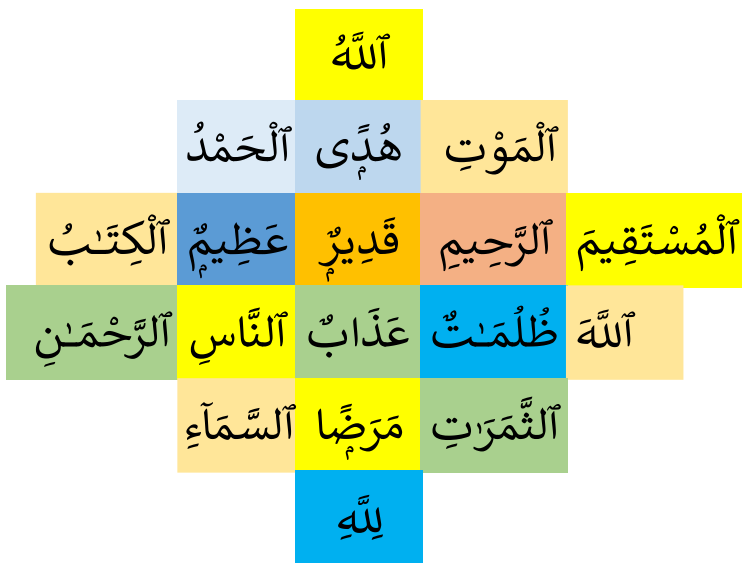 ٱللَّهُ
ٱلْمَوْتِ هُدًۭى ٱلْحَمْدُ
ٱلْمُسْتَقِيمَ ٱلرَّحِيمِ قَدِيرٌۭ عَظِيمٌۭ ٱلْكِتَـٰبُ
ٱللَّهَ ظُلُمَـٰتٌ عَذَابٌ ٱلنَّاسِ ٱلرَّحْمَـٰنِ
ٱلثَّمَرَٰتِ مَرَضًۭا ٱلسَّمَآءِ
لِلَّهِ